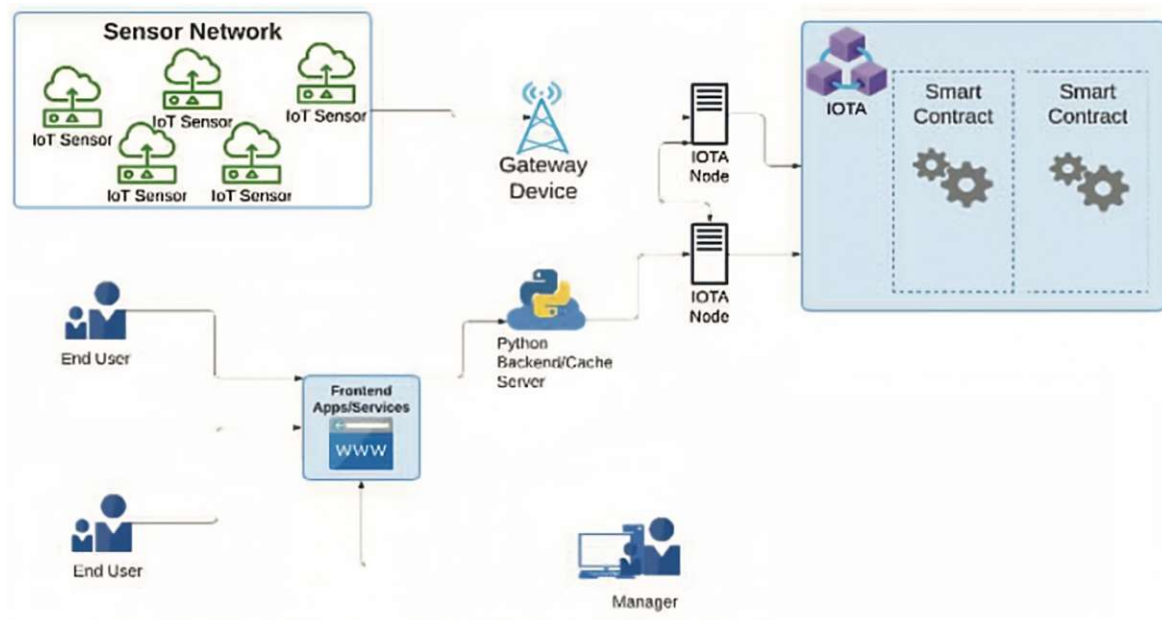 Sensor Network
IoT Sensor
IoT Sensor
IoT Sensor
IoT Sensor
IoT Sensor
Gateway
Device
IOTA
Node
IOTA
Node
IOTA
Smart
Contract
Smart
Contract
End User
Python
Backend/Cache
Server
Frontend
Apps/Services
WWW
End User
Manager